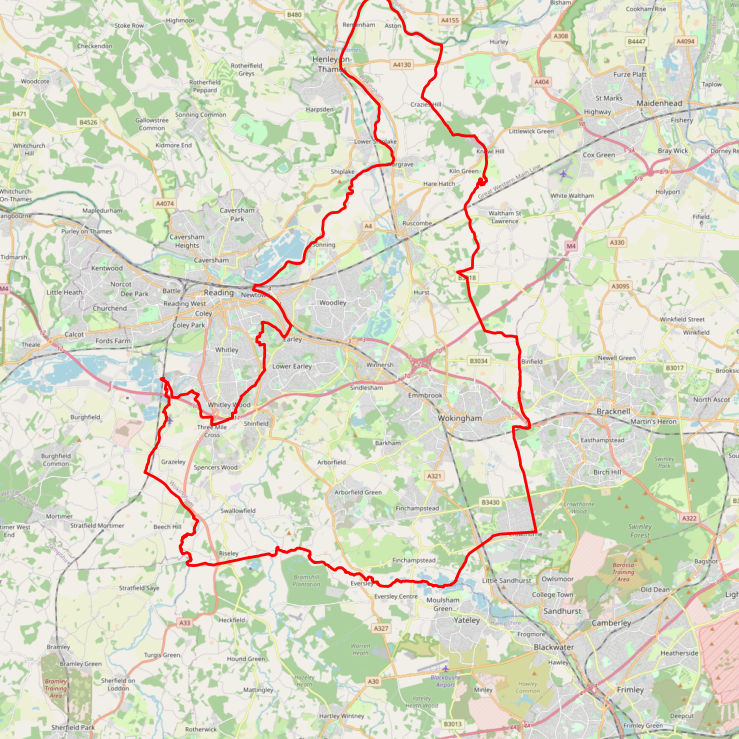 Stoke Row
Highmoor
B480
Remenham
Aston
A4155
Bisham
Cookham Rise
Checkendon
Hurley
A308
B4447
A4094
Rotherfield
Greys
Henley-on-
Thames
A4130
Furze Platt
Taplow
Woodcote
Rotherfield
Peppard
A404
St Marks
Maidenhead
B471
B4526
Gallowstree
Common
Sonning Common
Harpsden
Crazies Hill
Highway
Fishery
Whitchurch
Hill
Kidmore End
Lower Shiplake
Littlewick Green
Knowl Hill
Cox Green
Bray Wick
Shiplake
Wargrave
Kiln Green
Great Western Main Line
Holyport
Whitchurch-
On-Thames
Mapledurham
A4074
Caversham
Park
Hare Hatch
White Waltham
Purley on Thames
Caversham
Heights
A4
Ruscombe
Waltham St
Lawrence
Fifield
Tidmarsh
Caversham
Sonning
M4
A330
Kentwood
Norcot
Little Heath
Dee Park
Battle
Reading
Newtown
Woodley
Hurst
A3095
M4
Churchend
Reading West
Coley
Winkfield Street
Winkfield
Theale
Calcot
Coley Park
Fords Farm
Earley
Whitley
Lower Earley
Winnersh
B3034
Binfield
Newell Green
B3017
Sindlesham
Emmbrook
North Ascot
Burghfield
Whitley Wood
Three Mile
Cross
Shinfield
Wokingham
Bracknell
Martin's Heron
Barkham
Easthampstead
Burghfield
Common
Grazeley
Spencers Wood
Arborfield
A321
Birch Hill
Swinley
Park
Mortimer
Arborfield Green
B3430
Crowthorne
Woods
A322
Stratfield Mortimer
Beech Hill
Swallowfield
Finchampstead
Swinley
Forest
Riseley
Finchampstead
Bramshill
Plantation
Little Sandhurst
Owlsmoor
Barossa
Training
Area
Bagshot
Stratfield Saye
Eversley
Eversley Centre
Moulsham
Green
College Town
Old Dean
Sandhurst
A33
Heckfield
A327
Yateley
Camberley
Frogmore
Bramley
Turgis Green
Hound Green
Warren
Heath
Blackwater
Heatherside
Bramley Green
Hawley
Bramley
Training
Area
Sherfield on
Loddon
Mattingley
Hazeley
Heath
A30
Blackbushe
Airport
Minley
Hawley
Common
Frimley
Yateley Heath
Wood
Hartley Wintney
B3013
Deepcut
Sherfield Park
Rotherwick
Frimley Green